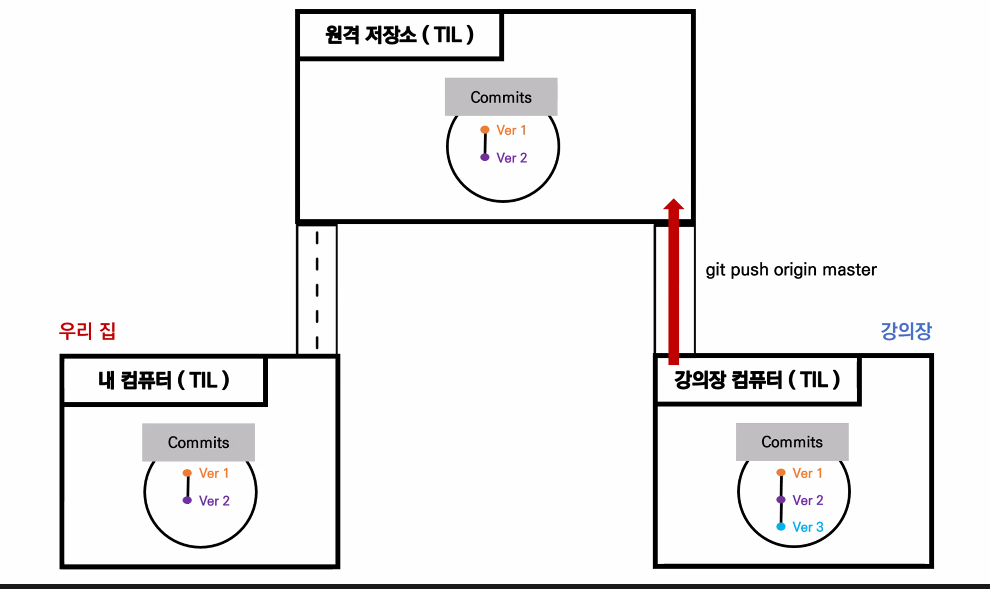 원격 저장소 ( TIL )
Commits
Ver 1
Ver 2
git push origin master
우리 집
강의장
내 컴퓨터 ( TIL )
Commits
Ver 1
Ver 2
강의장 컴퓨터 ( TIL )
Commits
Ver 1
Ver 2
Ver 3